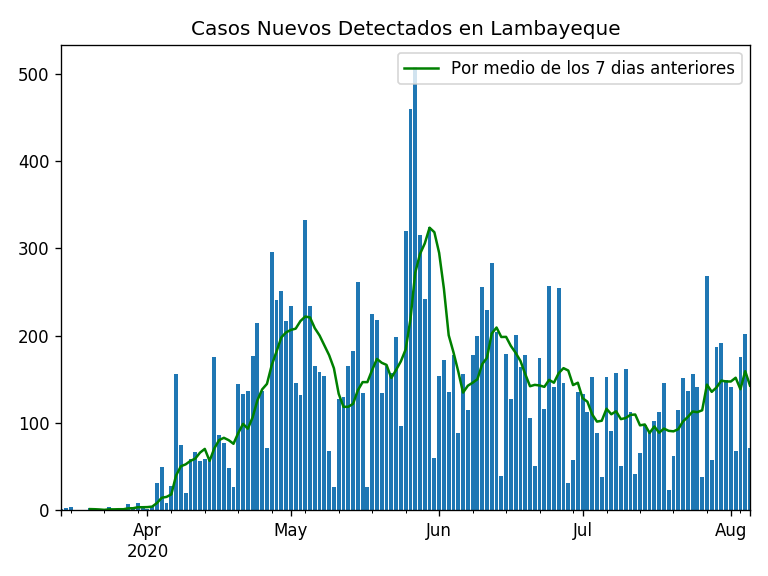 Casos Nuevos Detectados en Lambayeque
Por medio de los 7 dias anteriores
500
400
300
200
100
0
Apr
2020
May
Jun
Jul
Aug